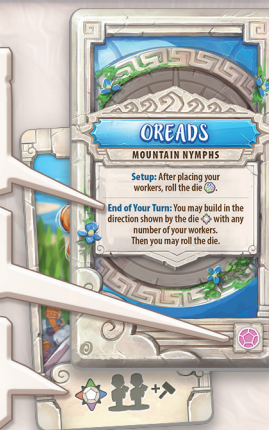 OREADS
MOUNTAIN NYMPHS
Setup: After placing your
workers, roll the die.
End of Your Turn: You may build in the
direction shown by the die with any
number of your workers.
Then you may roll the die.
+